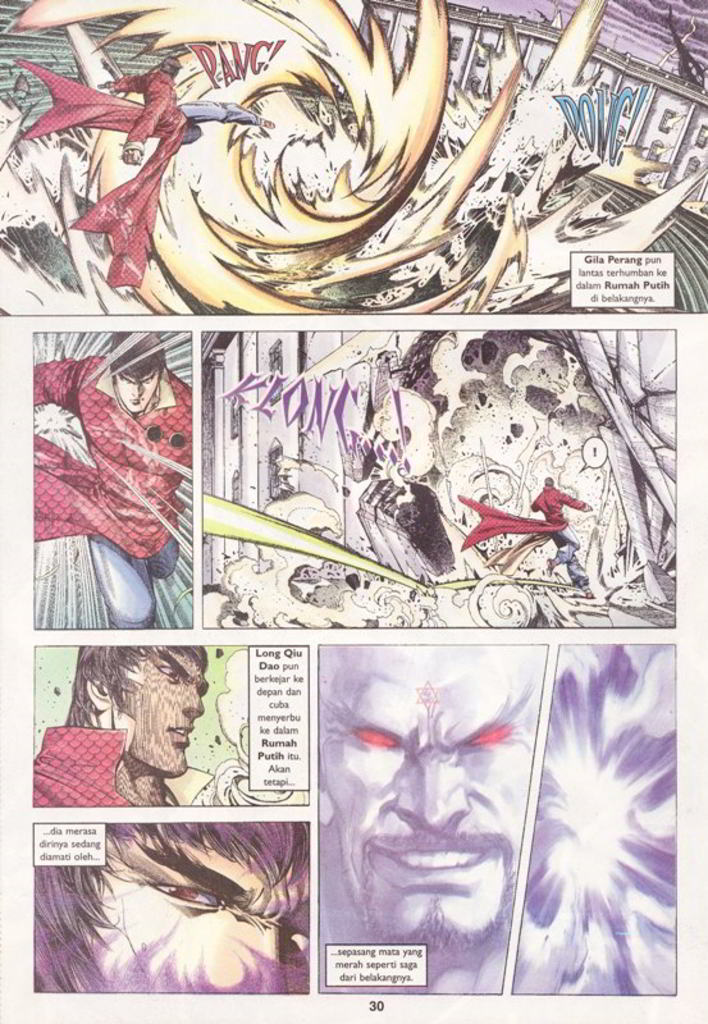 PANG!
PONG!
Gila Perang pun
lantas terhumban ke
dalam Rumah Putih
di belakangnya.
KLONG!
!
Long Qiu
Dao pun
berkejar ke
depan dan
cuba
menyerbu
ke dalam
Rumah
Putih itu.
Akan
tetapi...
...dia merasa
dirinya sedang
diamati oleh...
...sepasang mata yang
merah seperti saga
dari belakangnya.
30